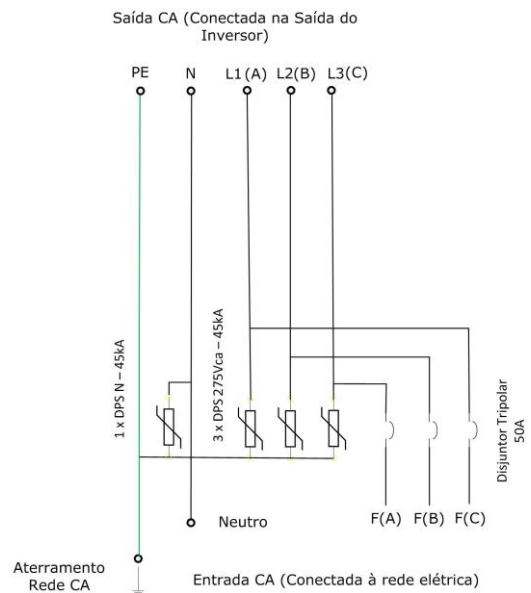 Saída CA (Conectada na Saída do
Inversor)
PE N L1(A) L2(B) L3(C)
1 x DPS N – 45kA
3 x DPS 275Vca – 45kA
Disjuntor Tripolar
50A
F(A) F(B) F(C)
Neutro
Aterramento
Rede CA
Entrada CA (Conectada à rede elétrica)